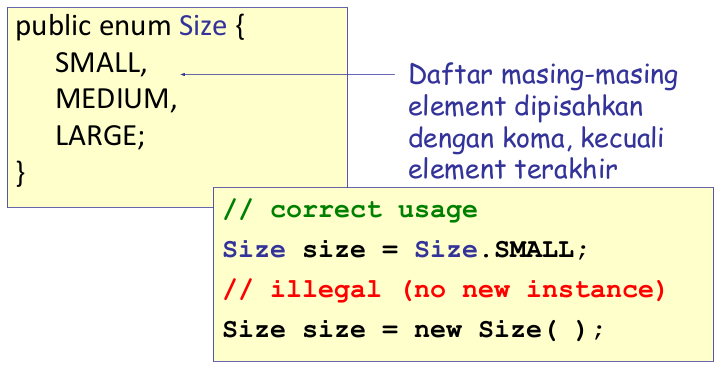 public enum Size {
SMALL,
MEDIUM,
LARGE;
}
Daftar masing-masing
element dipisahkan
dengan koma, kecuali
element terakhir
// correct usage
Size size = Size.SMALL;
// illegal (no new instance)
Size size = new Size( );